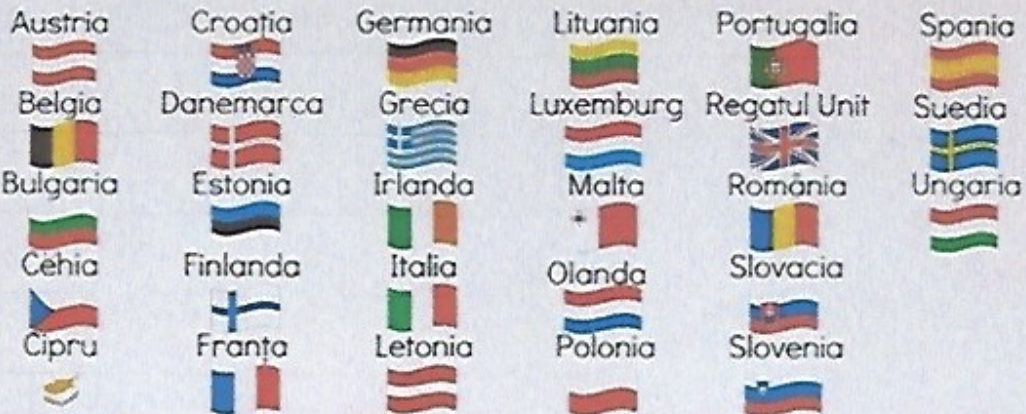 Austria Croația Germania Lituania Portugalia Spania
Belgia Danemarca Grecia Luxemburg Regatul Unit Suedia
Bulgaria Estonia Irlanda Malta România Ungaria
Cehia Finlanda Italia Olanda Slovacia
Cipru Franța Letonia Polonia Slovenia